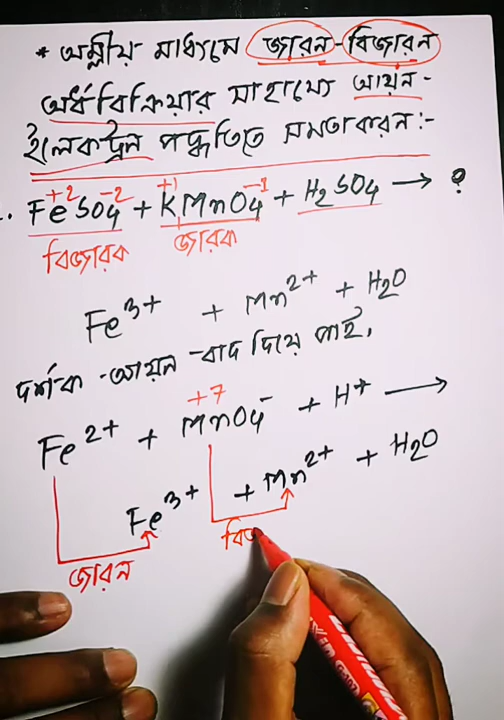 * অম্লীয় মাধ্যমে জারন-বিজারন
অর্ধবিক্রিয়ার সাহায্যে আয়ন-
ইলেকট্রন পদ্ধতিতে সমতাকরন:-
+2 -2 +1 -1
FeSO4 + KMnO4 + H2SO4 → ?
বিজারক জারক
Fe3+ + Mn2+ + H2O
দর্শক-আয়ন-বাদ দিয়ে পাই,
+7
Fe2+ + MnO4- + H+ →
Fe3+ + Mn2+ + H2O
জারন বিজ